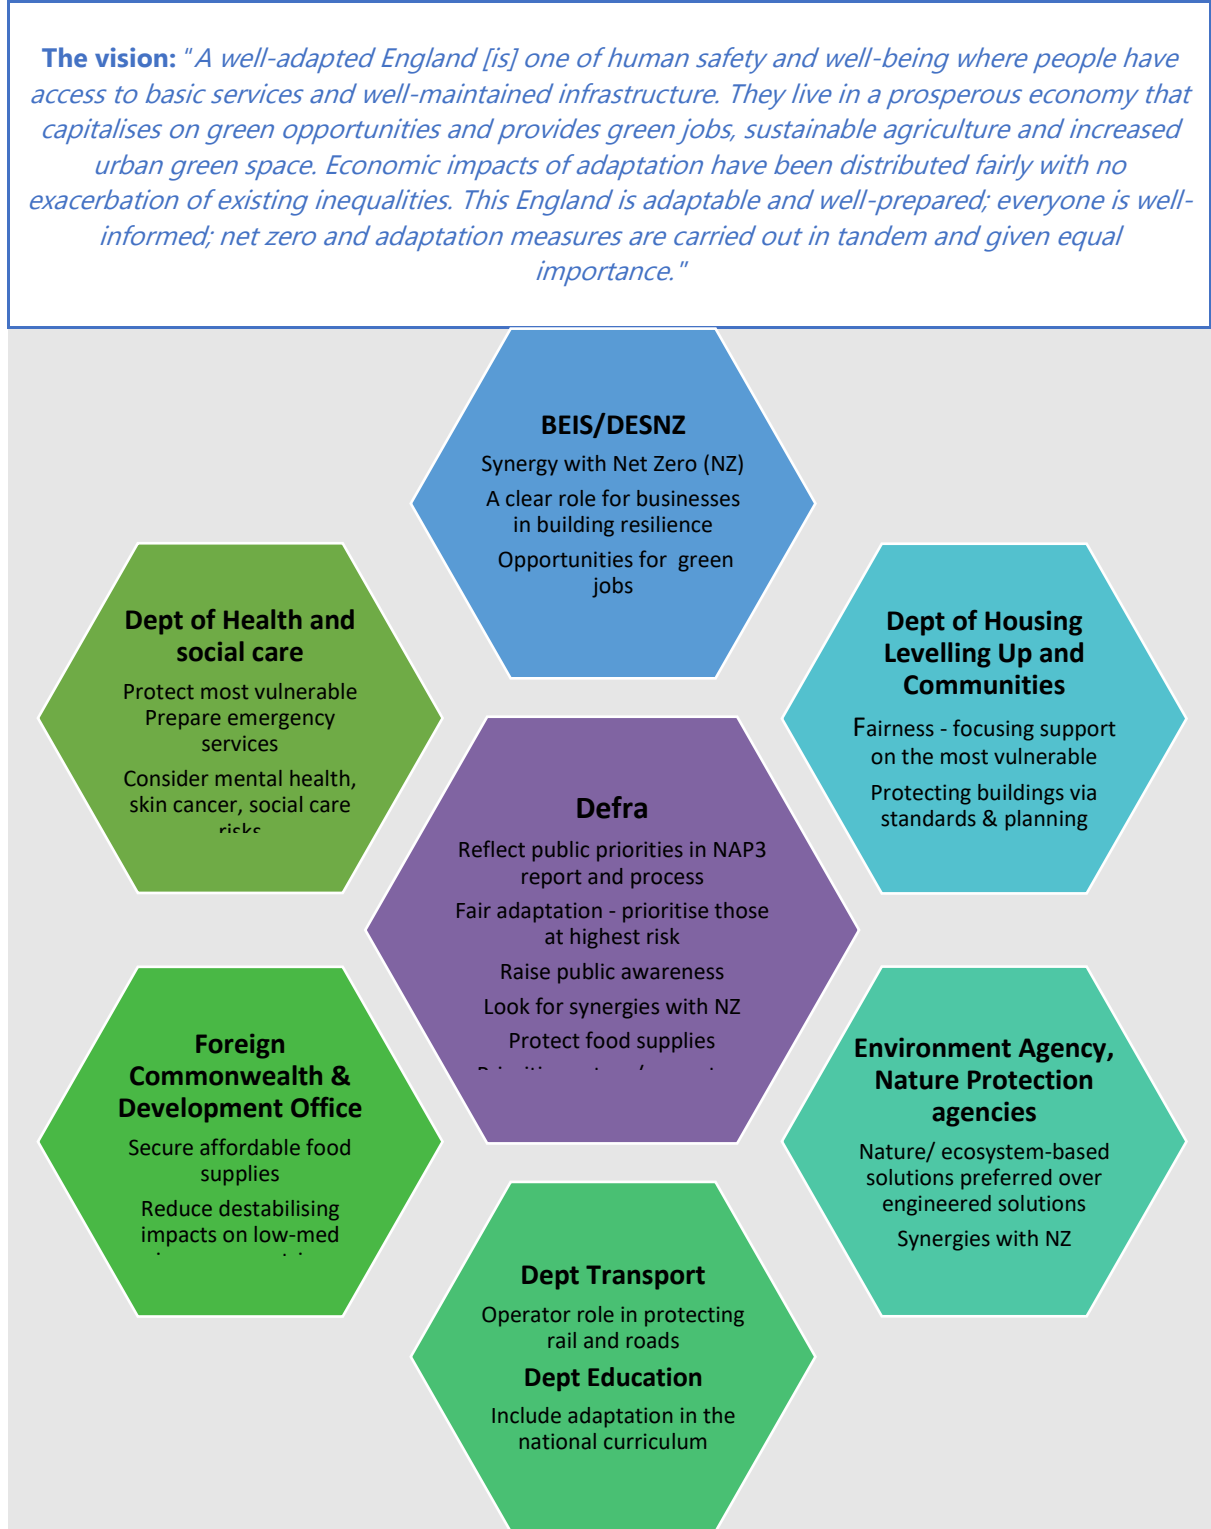 The vision: "A well-adapted England [is] one of human safety and well-being where people have
access to basic services and well-maintained infrastructure. They live in a prosperous economy that
capitalises on green opportunities and provides green jobs, sustainable agriculture and increased
urban green space. Economic impacts of adaptation have been distributed fairly with no
exacerbation of existing inequalities. This England is adaptable and well-prepared; everyone is well-
informed; net zero and adaptation measures are carried out in tandem and given equal
importance."
BEIS/DESNZ
Synergy with Net Zero (NZ)
A clear role for businesses
in building resilience
Opportunities for  green
jobs
Dept of Health and
social care
Protect most vulnerable
Prepare emergency
services
Consider mental health,
skin cancer, social care
risks
Dept of Housing
Levelling Up and
Communities
Fairness - focusing support
on the most vulnerable
Protecting buildings via
standards & planning
Defra
Reflect public priorities in NAP3
report and process
Fair adaptation - prioritise those
at highest risk
Raise public awareness
Look for synergies with NZ
Protect food supplies
Foreign
Commonwealth &
Development Office
Secure affordable food
supplies
Reduce destabilising
impacts on low-med
Environment Agency,
Nature Protection
agencies
Nature/ ecosystem-based
solutions preferred over
engineered solutions
Synergies with NZ
Dept Transport
Operator role in protecting
rail and roads
Dept Education
Include adaptation in the
national curriculum